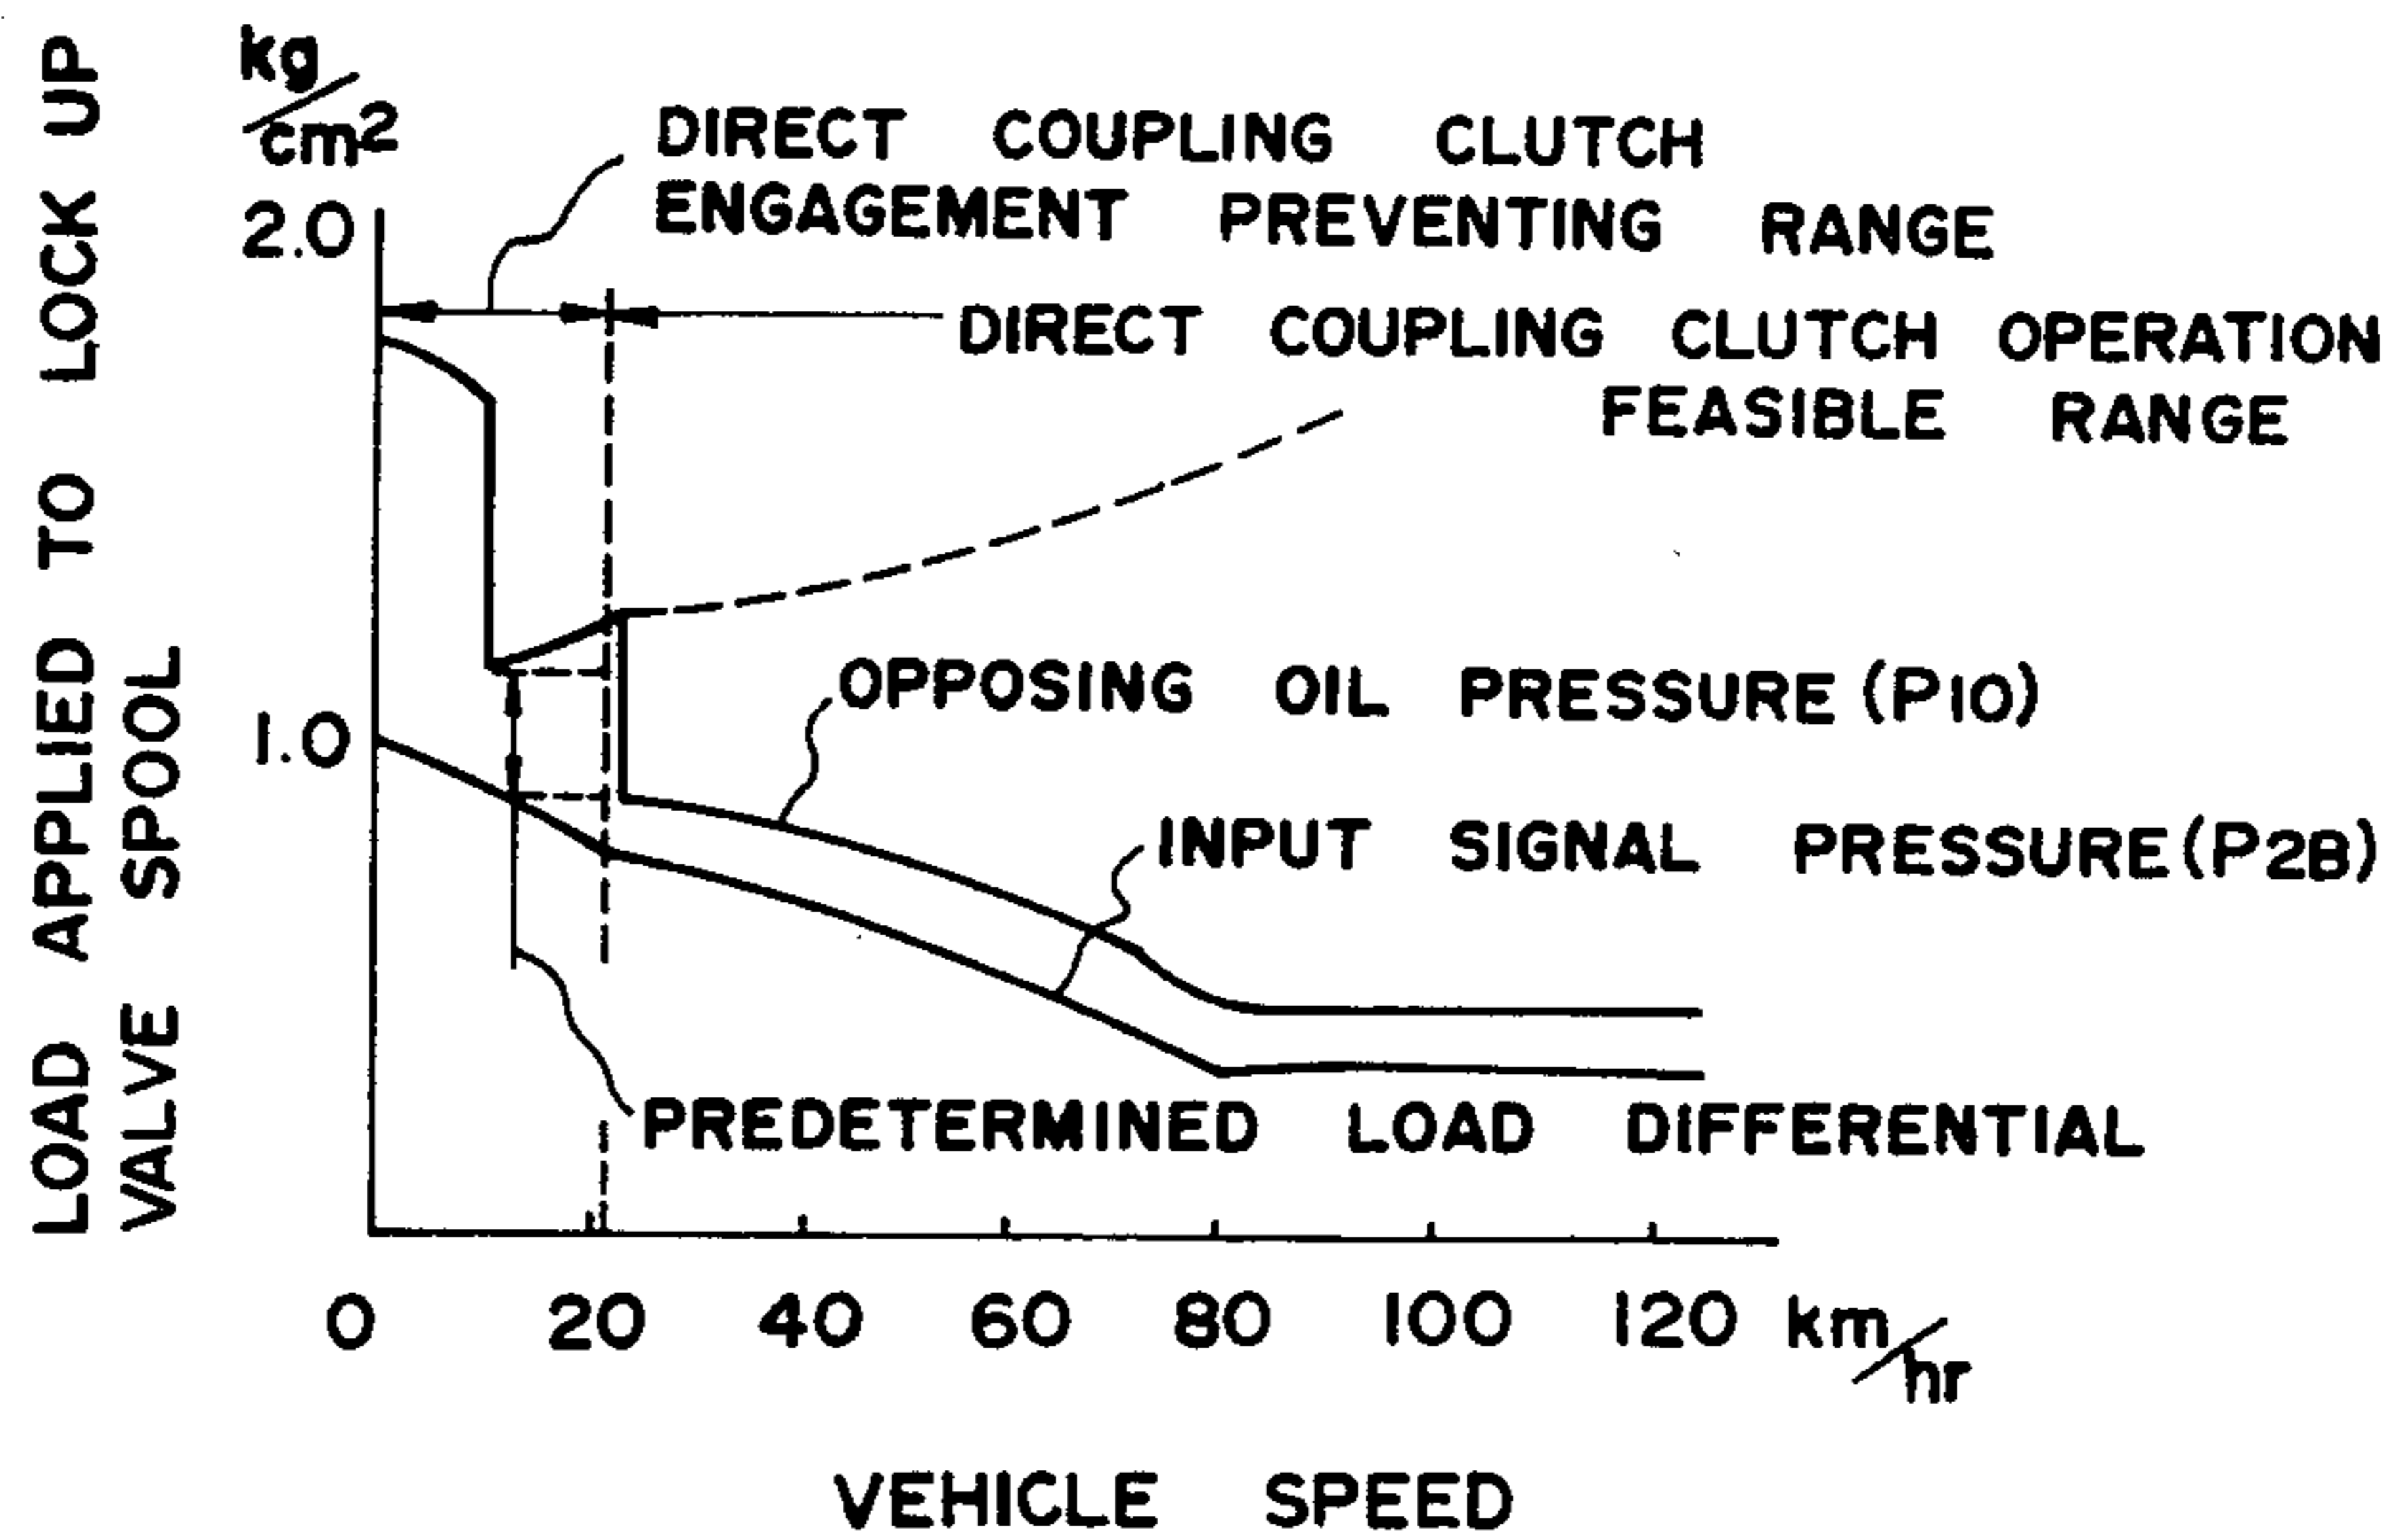 LOAD APPLIED TO LOCK UP
VALVE SPOOL
kg/cm2
2.0
1.0
DIRECT COUPLING CLUTCH
ENGAGEMENT PREVENTING RANGE
DIRECT COUPLING CLUTCH OPERATION
FEASIBLE RANGE
OPPOSING OIL PRESSURE (P10)
INPUT SIGNAL PRESSURE (P2B)
PREDETERMINED LOAD DIFFERENTIAL
0 20 40 60 80 100 120 km/hr
VEHICLE SPEED